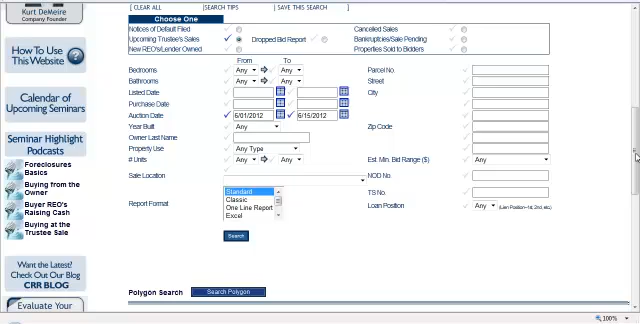 Kurt DeMeire
Company Founder
How To Use
This Website ?
Calendar of
Upcoming Seminars
Seminar Highlight
Podcasts
Foreclosures
Basics
Buying from the
Owner
Buyer REO's
Raising Cash
Buying at the
Trustee Sale
Want the Latest?
Check Out Our Blog
CRR BLOG
Evaluate Your
[ CLEAR ALL |SEARCH TIPS | SAVE THIS SEARCH ]
Choose One
Notices of Default Filed Cancelled Sales
Upcoming Trustee's Sales Dropped Bid Report Bankruptcies/Sale Pending
New REO's/Lender Owned Properties Sold to Bidders
From To
Bedrooms Any Any Parcel No.
Bathrooms Any Any Street
Listed Date City
Purchase Date
Auction Date 6/01/2012 6/15/2012
Year Built Any Zip Code
Owner Last Name
Property Use Any Type
# Units Any Any Est. Min. Bid Range ($) Any
Sale Location NOD No.
TS No.
Report Format Standard Loan Position Any (Lien Position--1st, 2nd, etc.)
Classic
One Line Report
Excel
Search
Polygon Search Search Polygon
100%